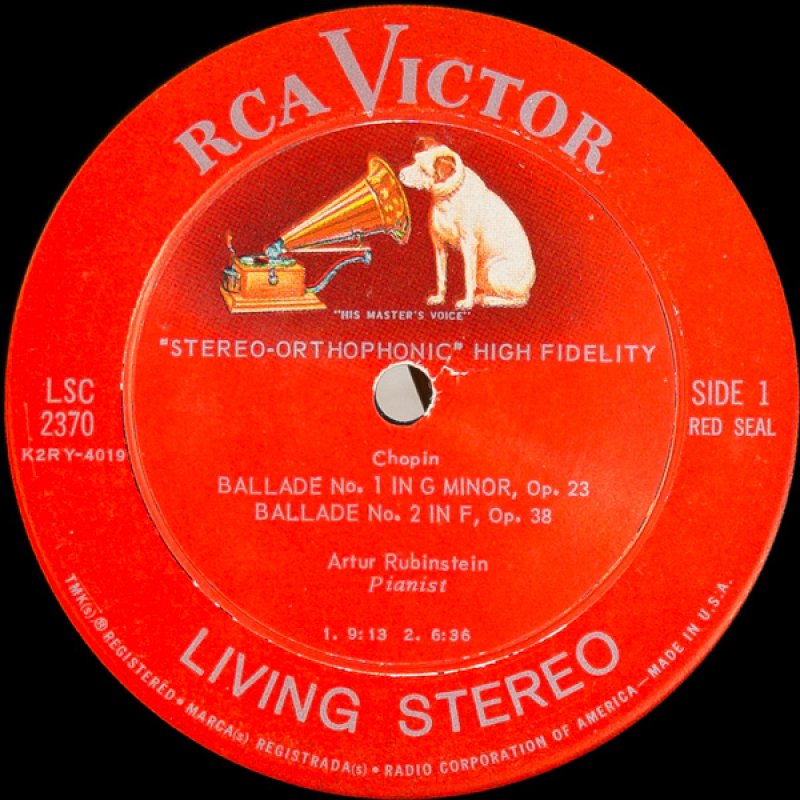 RCA VICTOR
"HIS MASTER'S VOICE"
"STEREO-ORTHOPHONIC" HIGH FIDELITY
LSC
2370
K2RY-4019
SIDE 1
RED SEAL
Chopin
BALLADE No. 1 IN G MINOR, Op. 23
BALLADE No. 2 IN F, Op. 38
Artur Rubinstein
Pianist
1. 9:13 2. 6:36
LIVING STEREO
TMK(s) ® REGISTERED • MARCA(s) REGISTRADA(s) • RADIO CORPORATION OF AMERICA—MADE IN U.S.A.